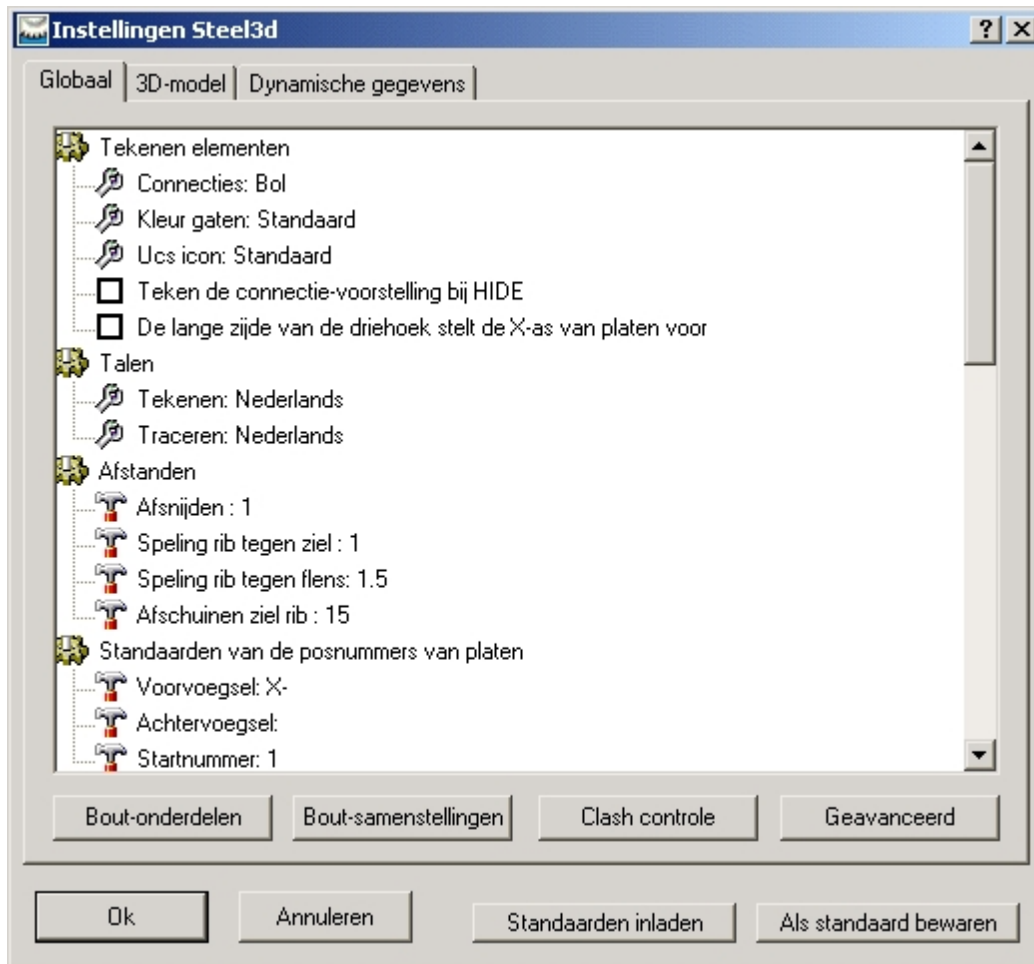 Instellingen Steel3d
Globaal 3D-model Dynamische gegevens
Tekenen elementen
Connecties: Bol
Kleur gaten: Standaard
Ucs icon: Standaard
Teken de connectie-voorstelling bij HIDE
De lange zijde van de driehoek stelt de X-as van platen voor
Talen
Tekenen: Nederlands
Traceren: Nederlands
Afstanden
Afsnijden : 1
Speling rib tegen ziel : 1
Speling rib tegen flens: 1.5
Afschuinen ziel rib : 15
Standaarden van de posnummers van platen
Voorvoegsel: X-
Achtervoegsel:
Startnummer: 1
Bout-onderdelen Bout-samenstellingen Clash controle Geavanceerd
Ok Annuleren Standaarden inladen Als standaard bewaren